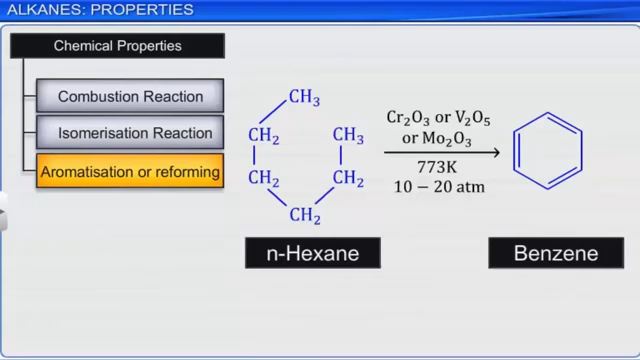 ALKANES: PROPERTIES
Chemical Properties
Combustion Reaction
Isomerisation Reaction
Aromatisation or reforming
CH₃
CH₂ CH₃
CH₂ CH₂
CH₂
Cr₂O₃ or V₂O₅
or Mo₂O₃
773K
10 − 20 atm
n-Hexane
Benzene